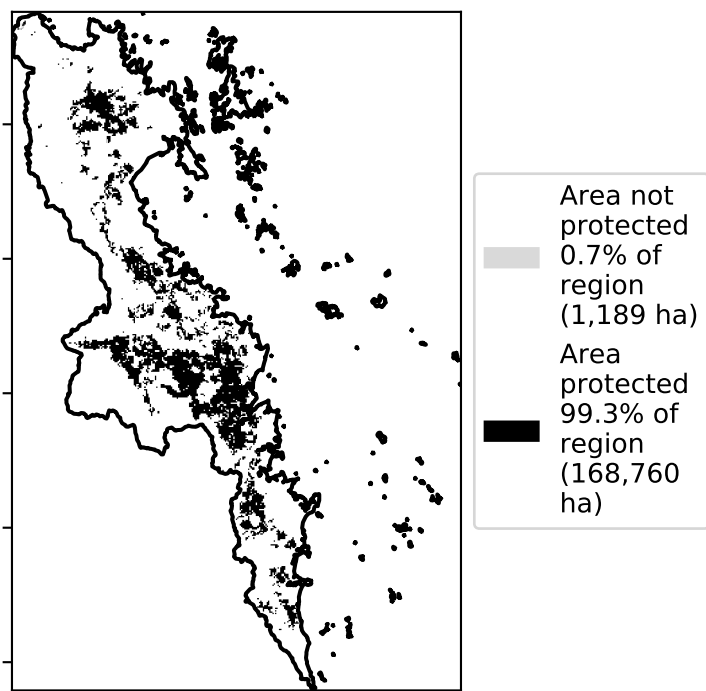 Area not
protected
0.7% of
region
(1,189 ha)
Area
protected
99.3% of
region
(168,760
ha)